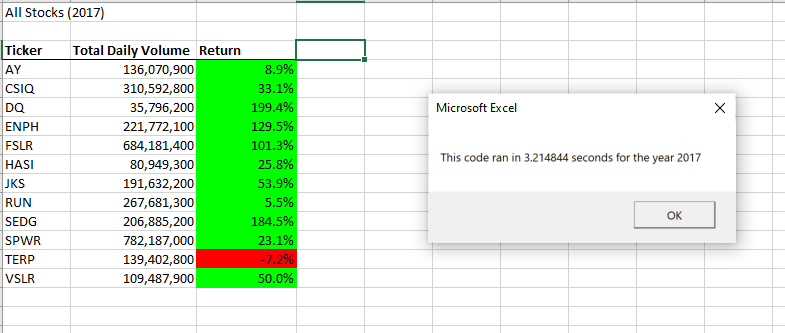 All Stocks (2017)
Ticker Total Daily Volume Return
AY 136,070,900 8.9%
CSIQ 310,592,800 33.1%
DQ 35,796,200 199.4%
ENPH 221,772,100 129.5%
FSLR 684,181,400 101.3%
HASI 80,949,300 25.8%
JKS 191,632,200 53.9%
RUN 267,681,300 5.5%
SEDG 206,885,200 184.5%
SPWR 782,187,000 23.1%
TERP 139,402,800 -7.2%
VSLR 109,487,900 50.0%
Microsoft Excel
This code ran in 3.214844 seconds for the year 2017
OK